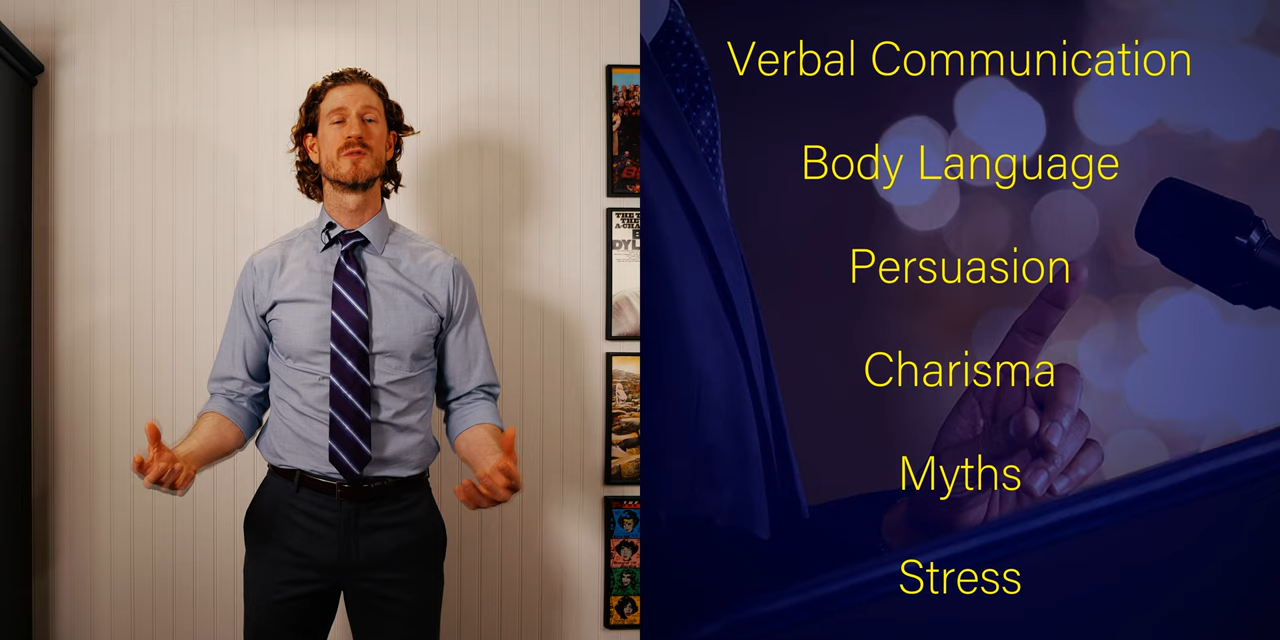 Verbal Communication
Body Language
Persuasion
Charisma
Myths
Stress